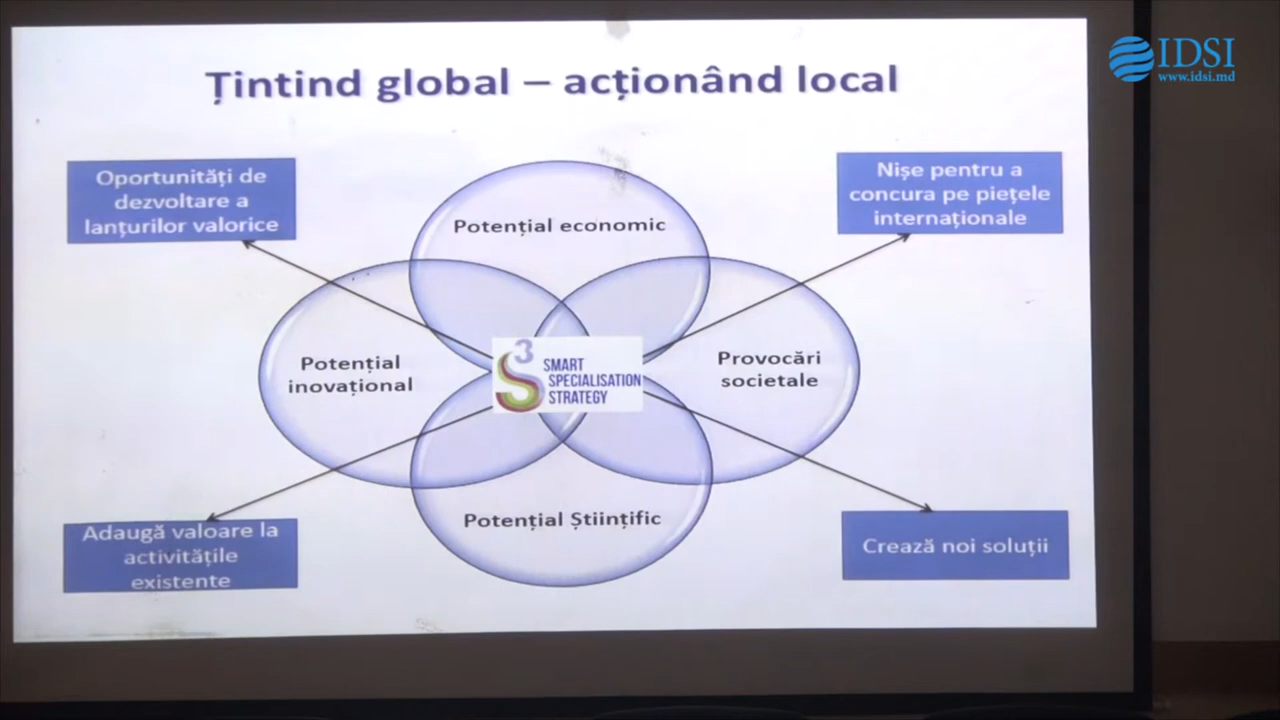 IDSI
www.idsi.md
Țintind global – acționând local
Oportunități de
dezvoltare a
lanțurilor valorice
Nișe pentru a
concura pe piețele
internaționale
Potențial economic
Potențial
inovațional
S3 SMART
SPECIALISATION
STRATEGY
Provocări
societale
Potențial Științific
Adaugă valoare la
activitățile
existente
Crează noi soluții